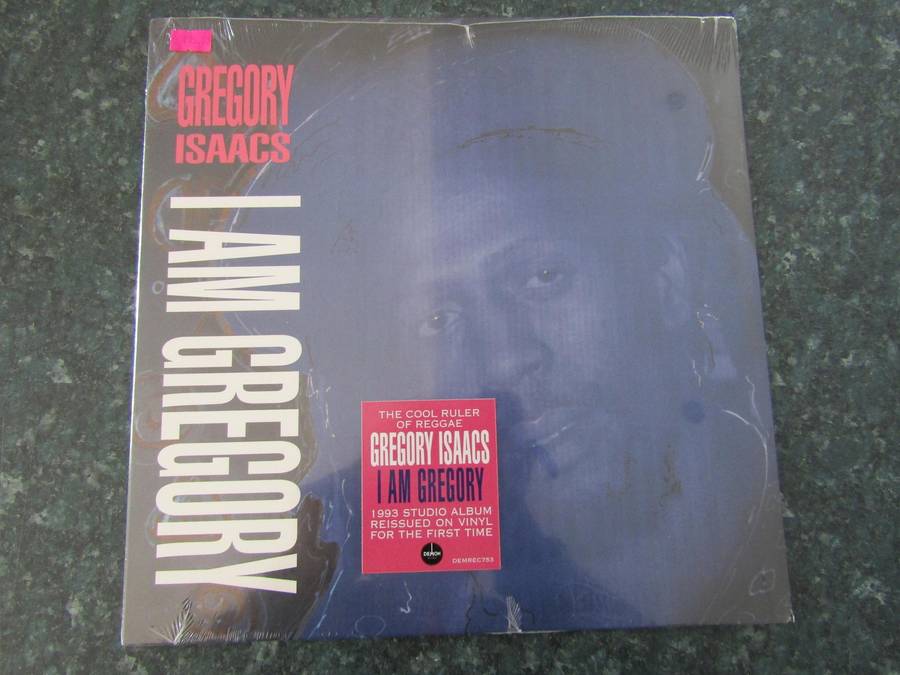 GREGORY
ISAACS
I AM GREGORY
THE COOL RULER
OF REGGAE
GREGORY ISAACS
I AM GREGORY
1993 STUDIO ALBUM
REISSUED ON VINYL
FOR THE FIRST TIME
DEMON
DEMREC753